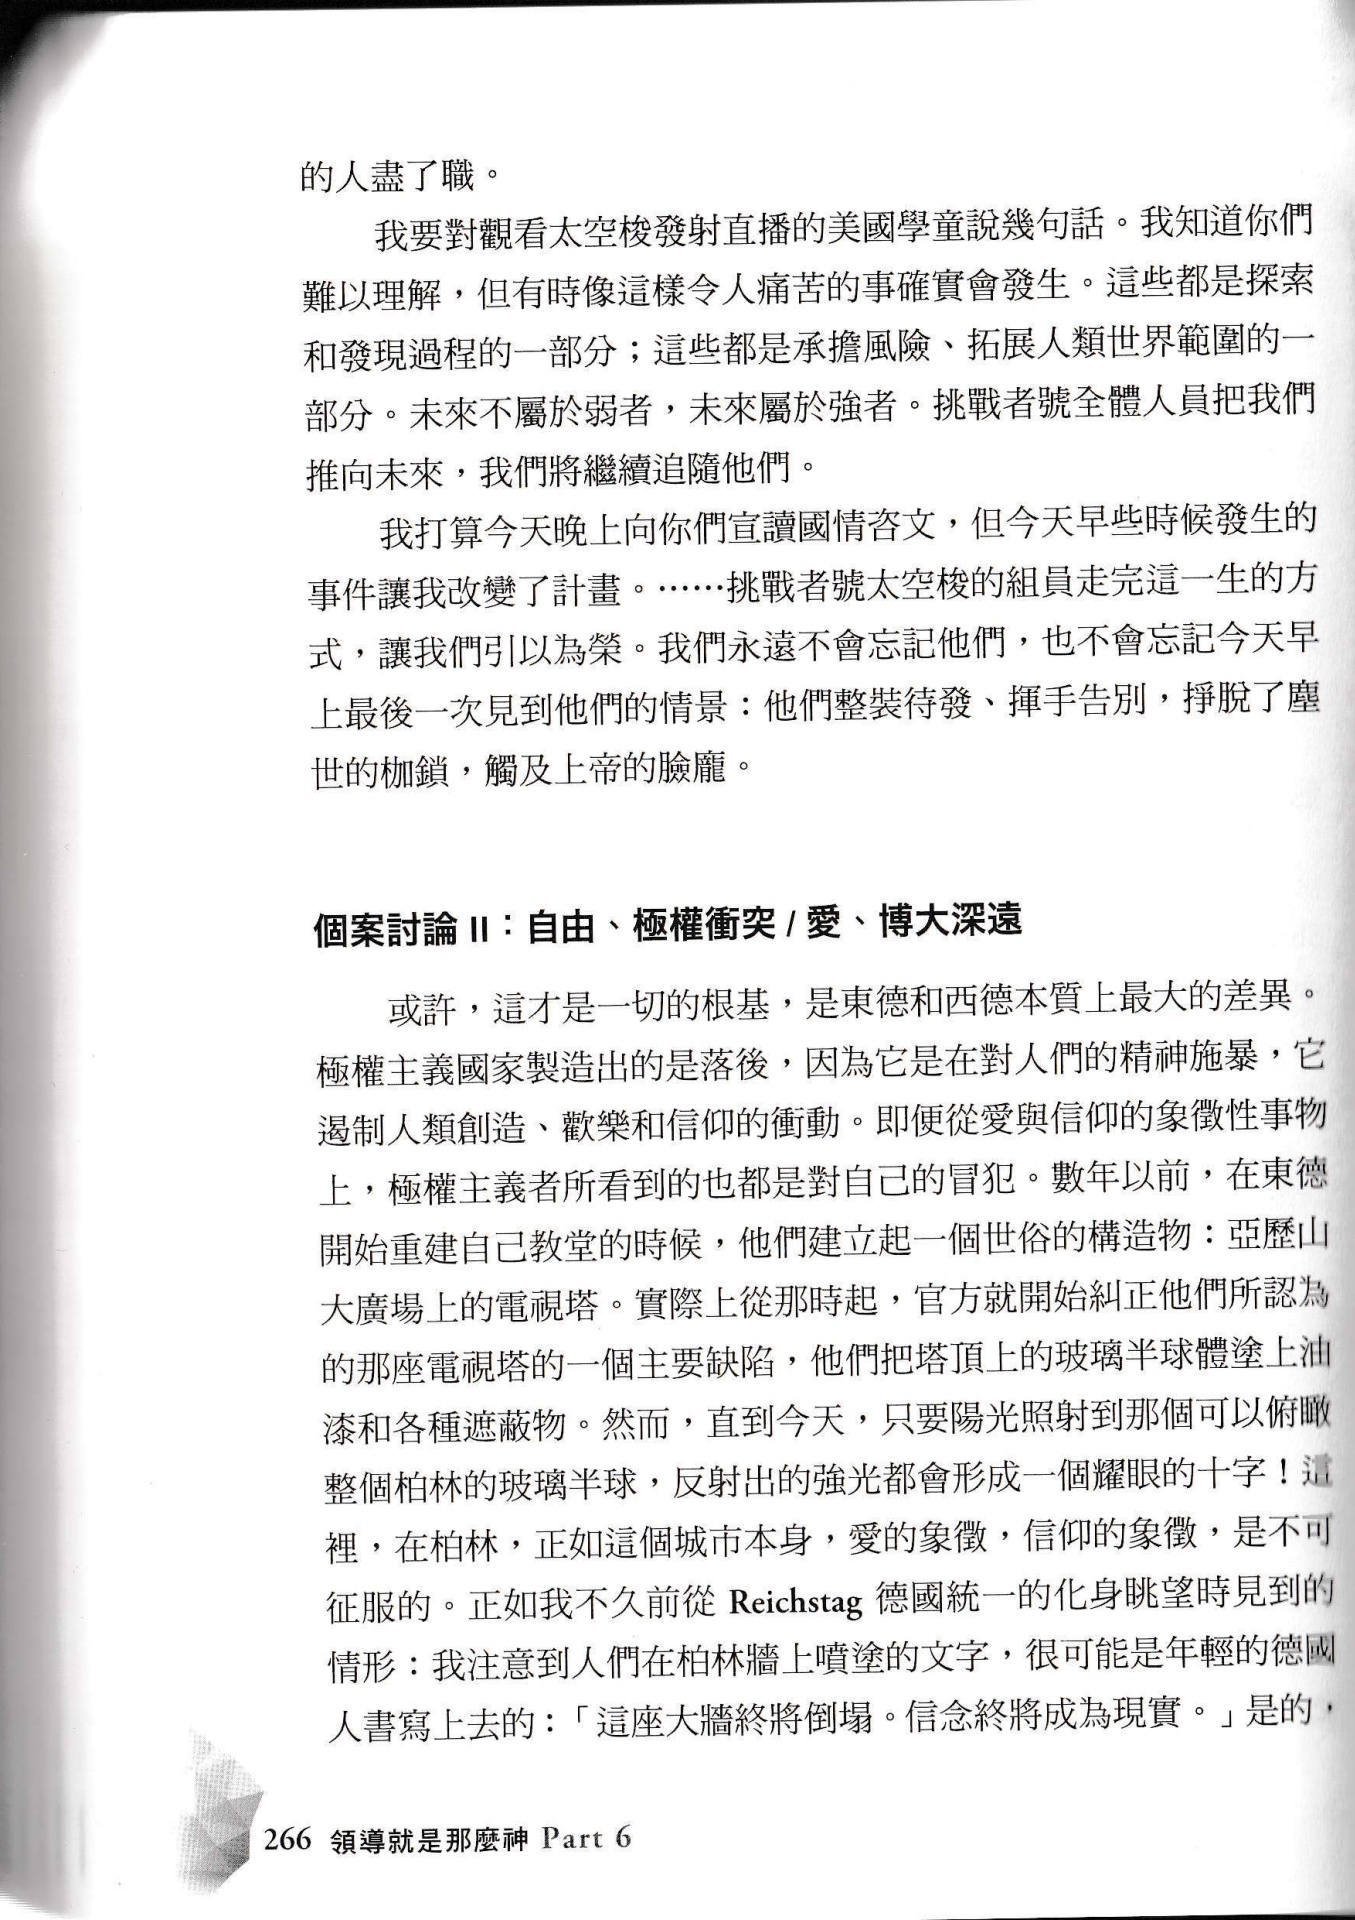 的人盡了職。
我要對觀看太空梭發射直播的美國學童說幾句話。我知道你們
難以理解，但有時像這樣令人痛苦的事確實會發生。這些都是探索
和發現過程的一部分；這些都是承擔風險、拓展人類世界範圍的一
部分。未來不屬於弱者，未來屬於強者。挑戰者號全體人員把我們
推向未來，我們將繼續追隨他們。
我打算今天晚上向你們宣讀國情咨文，但今天早些時候發生的
事件讓我改變了計畫。⋯⋯挑戰者號太空梭的組員走完這一生的方
式，讓我們引以為榮。我們永遠不會忘記他們，也不會忘記今天早
上最後一次見到他們的情景：他們整裝待發、揮手告別，掙脫了塵
世的枷鎖，觸及上帝的臉龐。
個案討論 II：自由、極權衝突 / 愛、博大深遠
或許，這才是一切的根基，是東德和西德本質上最大的差異。
極權主義國家製造出的是落後，因為它是在對人們的精神施暴，它
遏制人類創造、歡樂和信仰的衝動。即便從愛與信仰的象徵性事物
上，極權主義者所看到的也都是對自己的冒犯。數年以前，在東德
開始重建自己教堂的時候，他們建立起一個世俗的構造物：亞歷山
大廣場上的電視塔。實際上從那時起，官方就開始糾正他們所認為
的那座電視塔的一個主要缺陷，他們把塔頂上的玻璃半球體塗上油
漆和各種遮蔽物。然而，直到今天，只要陽光照射到那個可以俯瞰
整個柏林的玻璃半球，反射出的強光都會形成一個耀眼的十字！這
裡，在柏林，正如這個城市本身，愛的象徵，信仰的象徵，是不可
征服的。正如我不久前從 Reichstag 德國統一的化身眺望時見到的
情形：我注意到人們在柏林牆上噴塗的文字，很可能是年輕的德國
人書寫上去的：「這座大牆終將倒塌。信念終將成為現實。」是的，
266 領導就是那麼神 Part 6